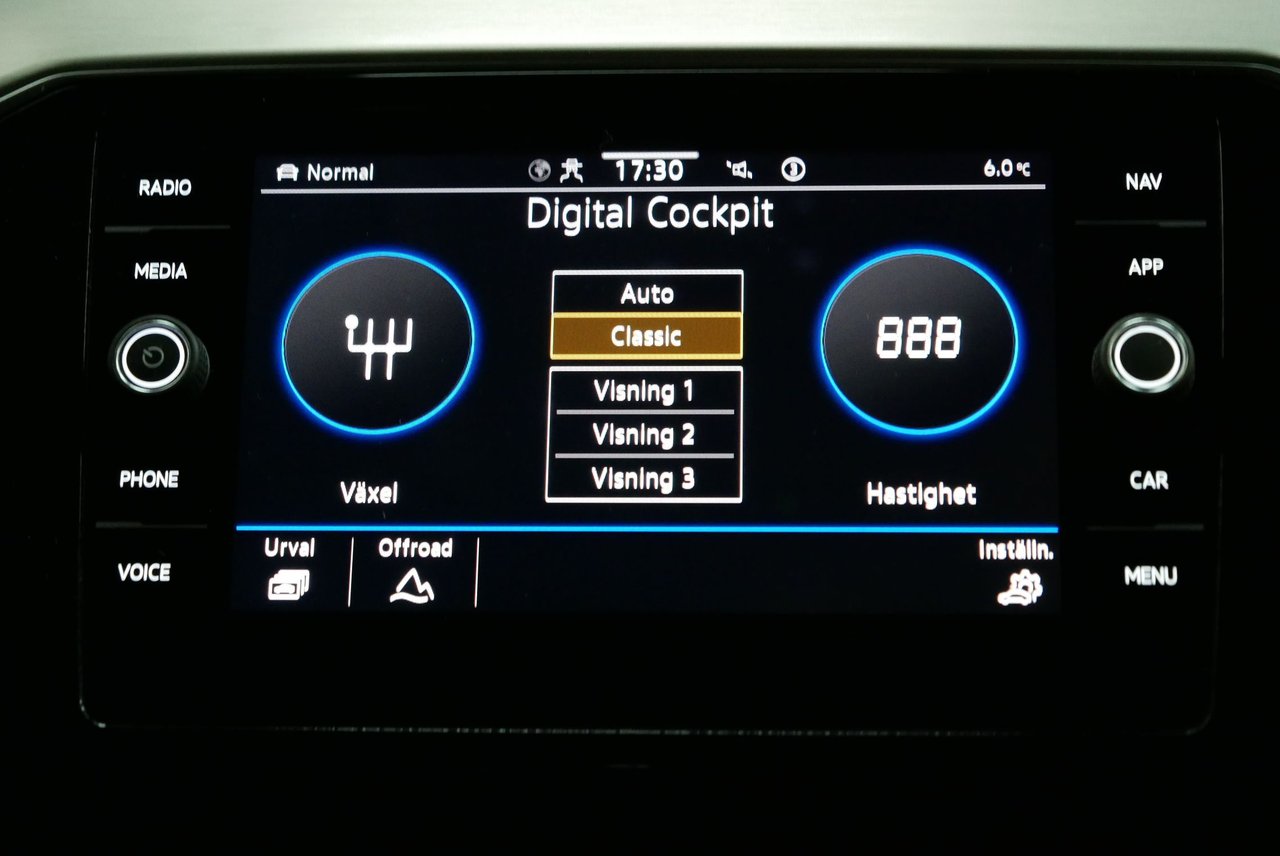 RADIO
MEDIA
PHONE
VOICE
Normal
17:30
6.0°C
Digital Cockpit
Auto
Classic
Visning 1
Visning 2
Visning 3
888
Växel
Hastighet
Urval
Offroad
Inställn.
NAV
APP
CAR
MENU